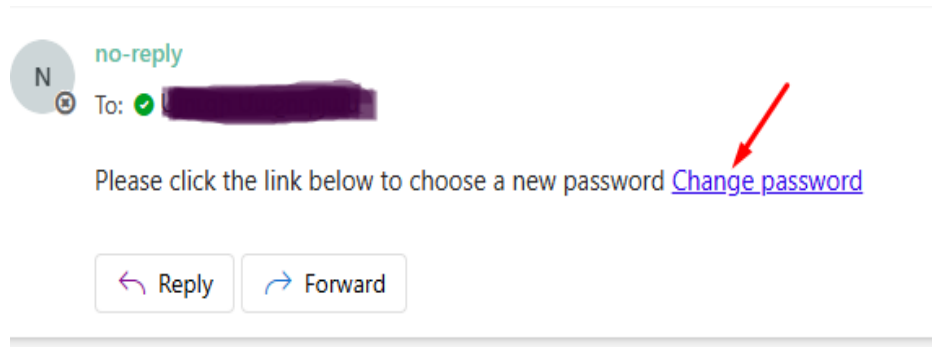 no-reply
N
To:
Please click the link below to choose a new password Change password
Reply
Forward